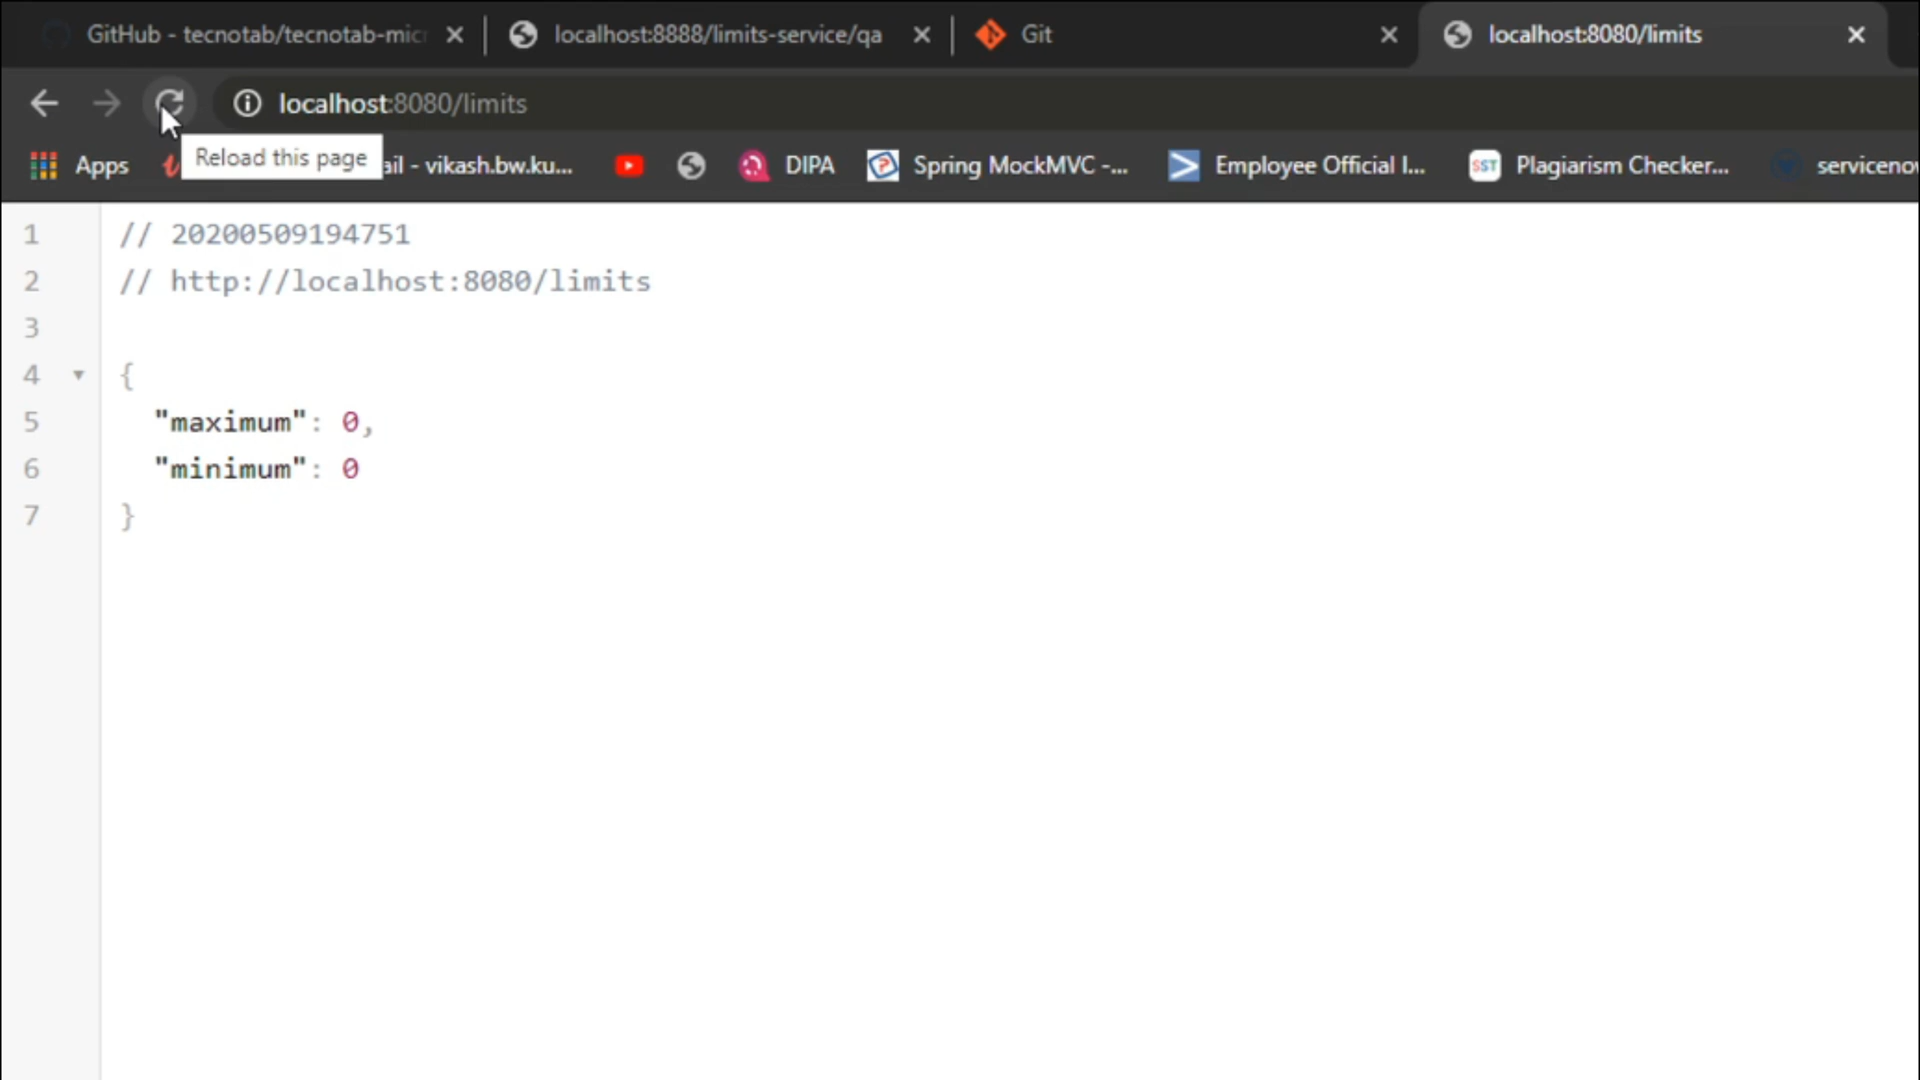 GitHub - tecnotab/tecnotab-micr
localhost:8888/limits-service/qa
Git
localhost:8080/limits
localhost:8080/limits
Reload this page
Apps
ail - vikash.bw.ku...
DIPA
Spring MockMVC -...
Employee Official I...
SST
Plagiarism Checker...
serviceno
1 // 20200509194751
2 // http://localhost:8080/limits
3
4 {
5 "maximum": 0,
6 "minimum": 0
7 }